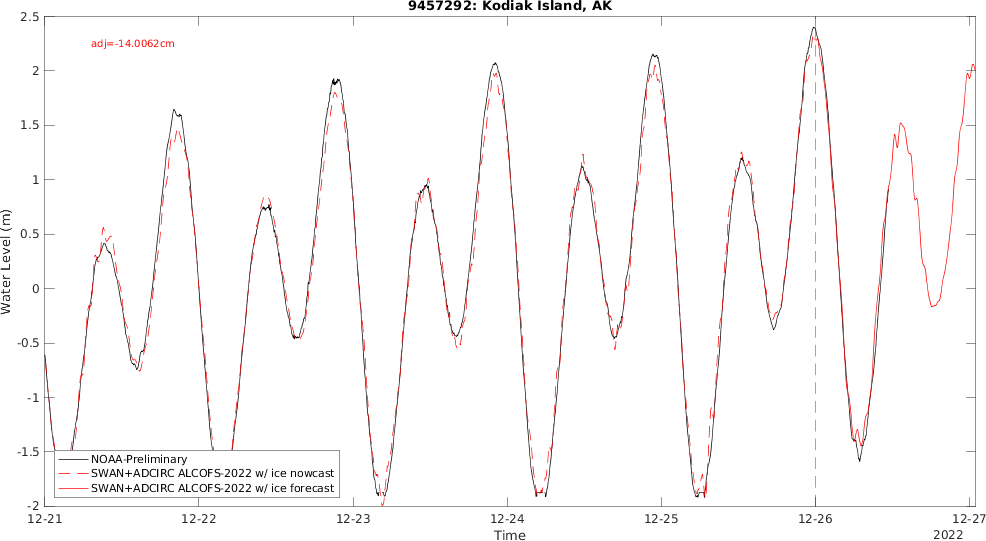 9457292: Kodiak Island, AK
adj=-14.0062cm
2.5
2
1.5
1
0.5
0
-0.5
-1
-1.5
-2
Water Level (m)
NOAA-Preliminary
SWAN+ADCIRC ALCOFS-2022 w/ ice nowcast
SWAN+ADCIRC ALCOFS-2022 w/ ice forecast
12-21 12-22 12-23 12-24 12-25 12-26 12-27
Time
2022